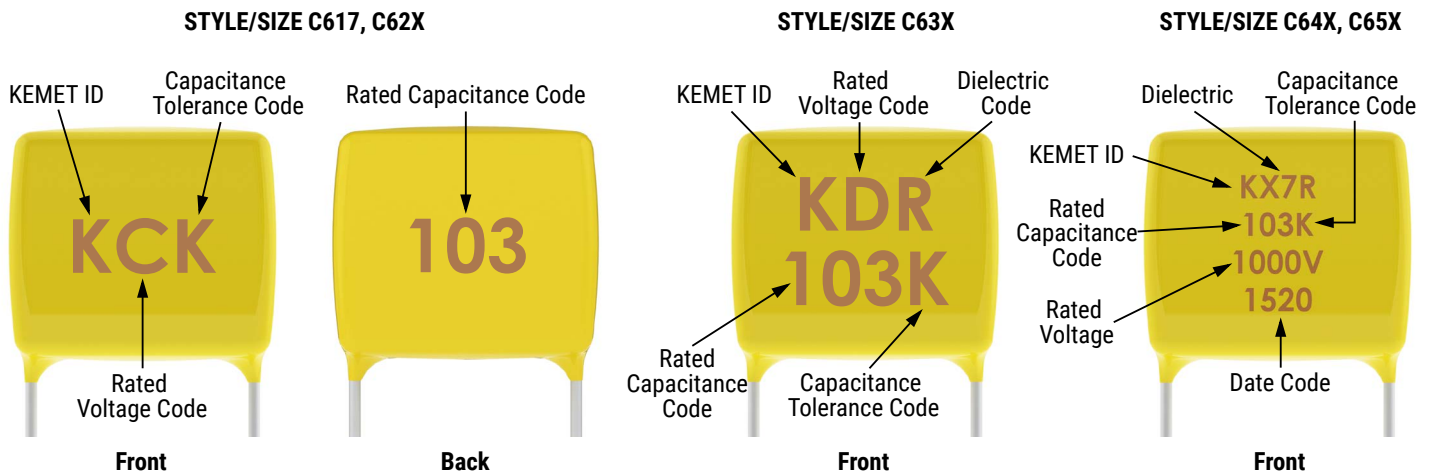 STYLE/SIZE C617, C62X
KEMET ID
Capacitance
Tolerance Code
KCK
Rated
Voltage Code
Front
Rated Capacitance Code
103
Back
STYLE/SIZE C63X
KEMET ID
Rated
Voltage Code
Dielectric
Code
KDR
103K
Rated
Capacitance
Code
Capacitance
Tolerance Code
Front
STYLE/SIZE C64X, C65X
Dielectric
Capacitance
Tolerance Code
KEMET ID
KX7R
Rated
Capacitance
Code
103K
1000V
1520
Rated
Voltage
Date Code
Front